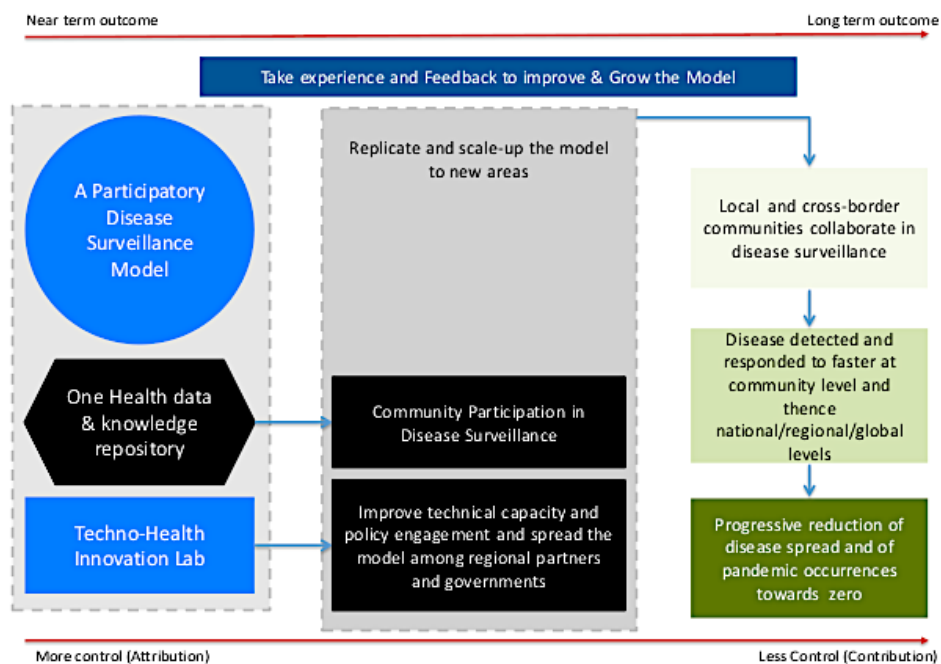 Near term outcome
Long term outcome
Take experience and Feedback to improve & Grow the Model
A Participatory
Disease
Surveillance
Model
One Health data
& knowledge
repository
Techno-Health
Innovation Lab
Replicate and scale-up the model
to new areas
Community Participation in
Disease Surveillance
Improve technical capacity and
policy engagement and spread the
model among regional partners
and governments
Local and cross-border
communities collaborate in
disease surveillance
Disease detected and
responded to faster at
community level and
thence
national/regional/global
levels
Progressive reduction of
disease spread and of
pandemic occurrences
towards zero
More control (Attribution)
Less Control (Contribution)